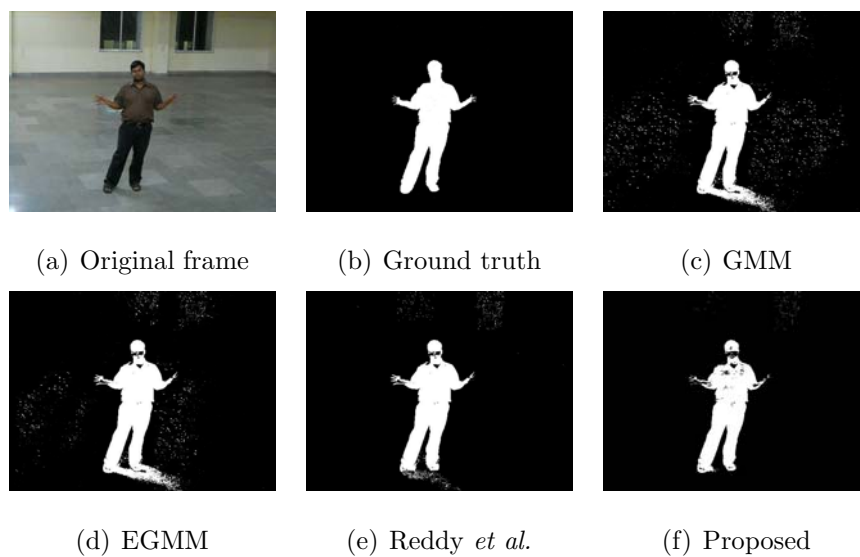 (a) Original frame
(b) Ground truth
(c) GMM
(d) EGMM
(e) Reddy et al.
(f) Proposed